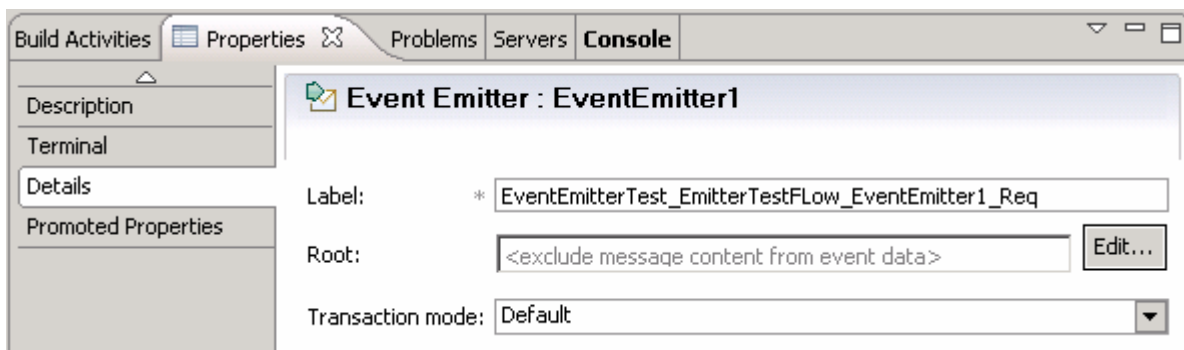 Build Activities Properties Problems Servers Console
Description
Terminal
Details
Promoted Properties
Event Emitter : EventEmitter1
Label: * EventEmitterTest_EmitterTestFLow_EventEmitter1_Req
Root: <exclude message content from event data> Edit...
Transaction mode: Default